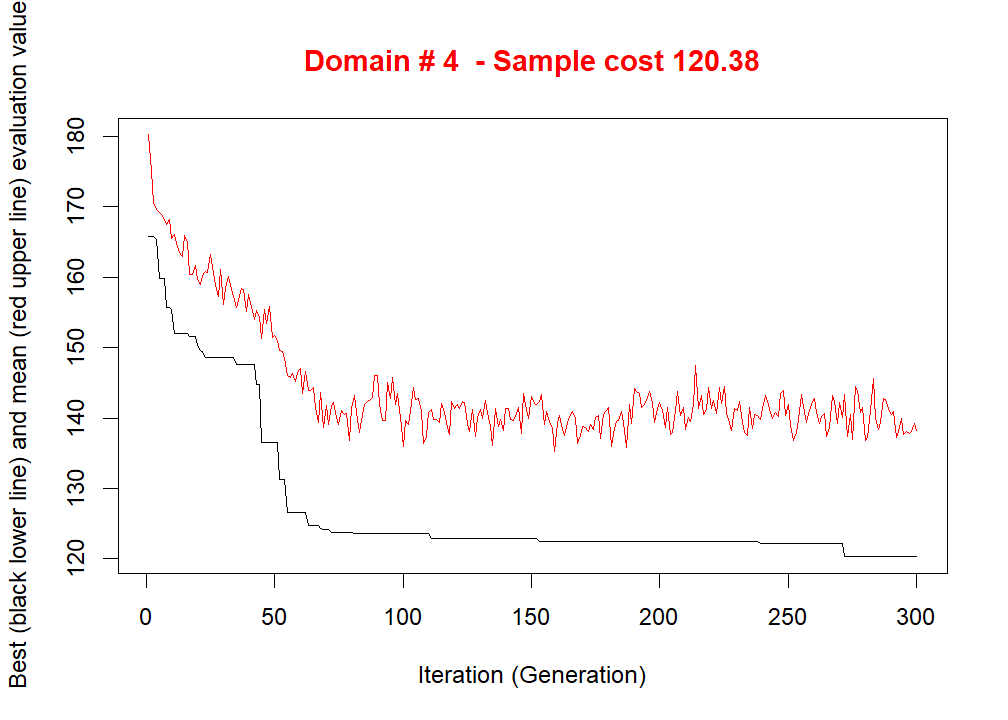 Domain # 4  - Sample cost 120.38
Best (black lower line) and mean (red upper line) evaluation value
180
170
160
150
140
130
120
0 50 100 150 200 250 300
Iteration (Generation)